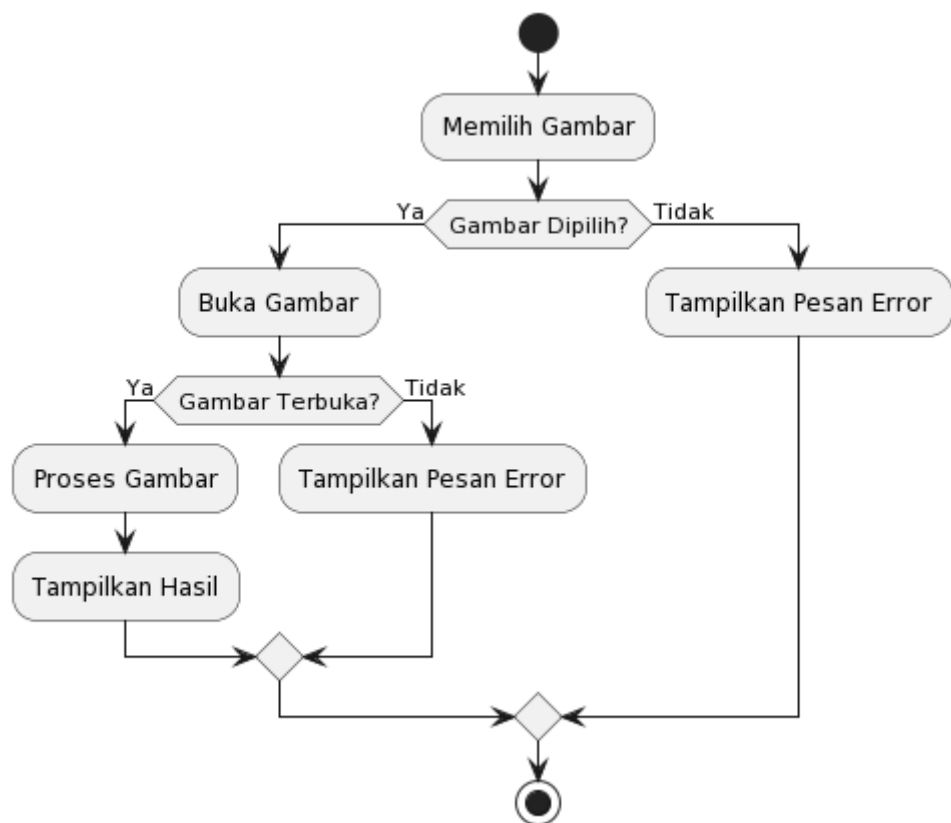 Memilih Gambar
Ya
Gambar Dipilih?
Tidak
Buka Gambar
Tampilkan Pesan Error
Ya
Gambar Terbuka?
Tidak
Proses Gambar
Tampilkan Pesan Error
Tampilkan Hasil